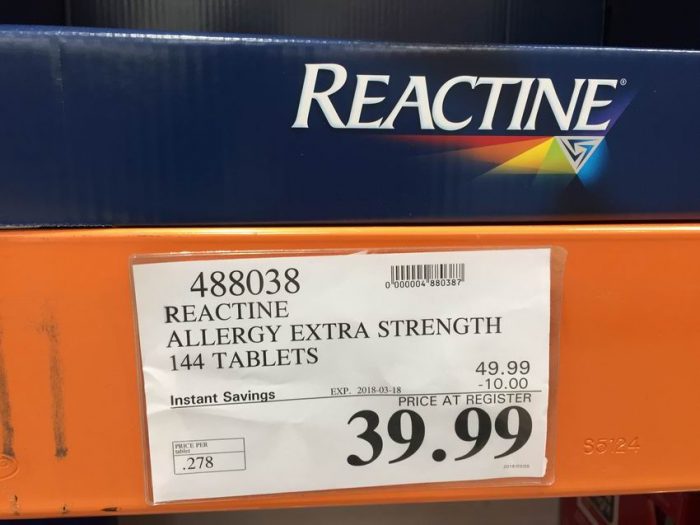 REACTINE®
488038
0 000004 880387
REACTINE
ALLERGY EXTRA STRENGTH
144 TABLETS
49.99
-10.00
Instant Savings
EXP. 2018-03-18
PRICE AT REGISTER
39.99
PRICE PER
tablet
.278
S5124